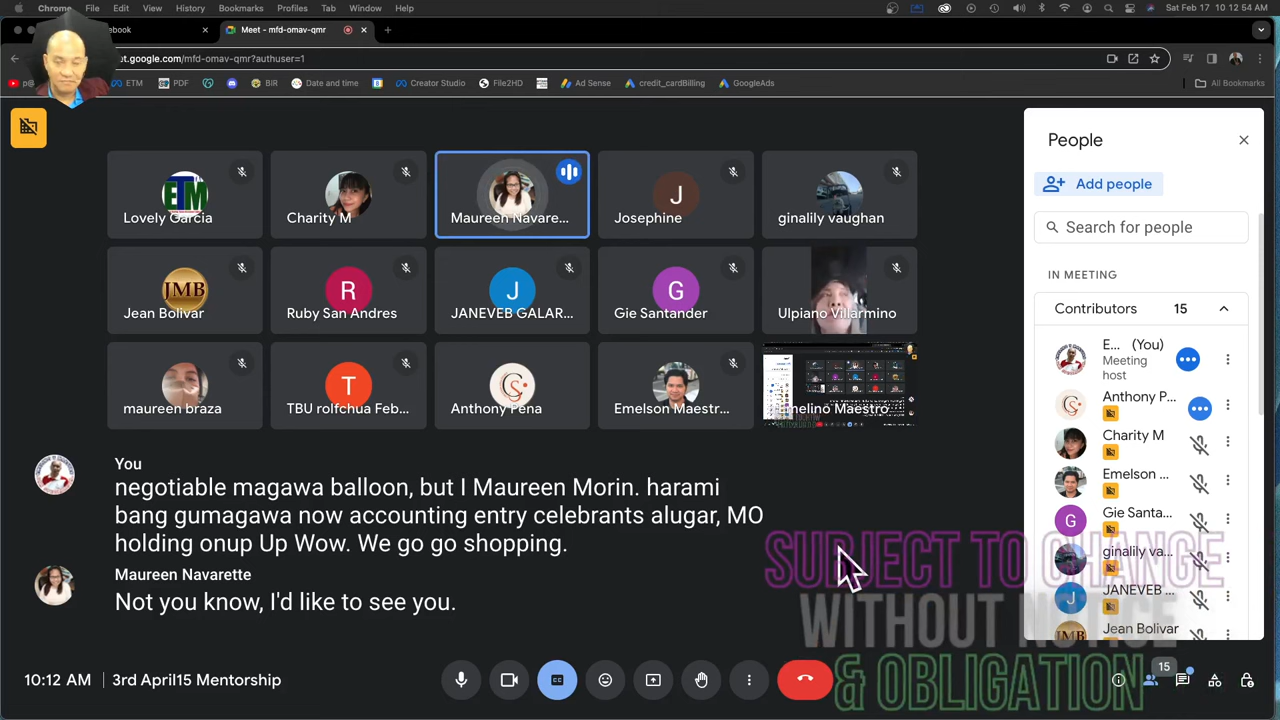 Chrome File Edit View History Bookmarks Profiles Tab Window Help Sat Feb 17 10:12:54 AM
Meet - mfd-omav-qmr
meet.google.com/mfd-omav-qmr?authuser=1
ETM PDF BIR Date and time Creator Studio File2HD Ad Sense credit_cardBilling GoogleAds All Bookmarks
People
Add people
Search for people
IN MEETING
Contributors 15
E... (You)
Meeting
host
Anthony P...
Charity M
Emelson ...
Gie Santa...
ginalily va...
JANEVEB ...
Jean Bolivar
ETM
Lovely Garcia
Charity M
Maureen Navare...
J
Josephine
ginalily vaughan
JMB
Jean Bolivar
R
Ruby San Andres
J
JANEVEB GALAR...
G
Gie Santander
Ulpiano Villarmino
maureen braza
T
TBU rolfchua Feb...
Anthony Pena
Emelson Maestr...
Emelino Maestro
You
negotiable magawa balloon, but I Maureen Morin. harami
bang gumagawa now accounting entry celebrants alugar, MO
holding onup Up Wow. We go go shopping.
Maureen Navarette
Not you know, I'd like to see you.
SUBJECT TO CHANGE
WITHOUT NOTICE
& OBLIGATION
10:12 AM | 3rd April15 Mentorship
15